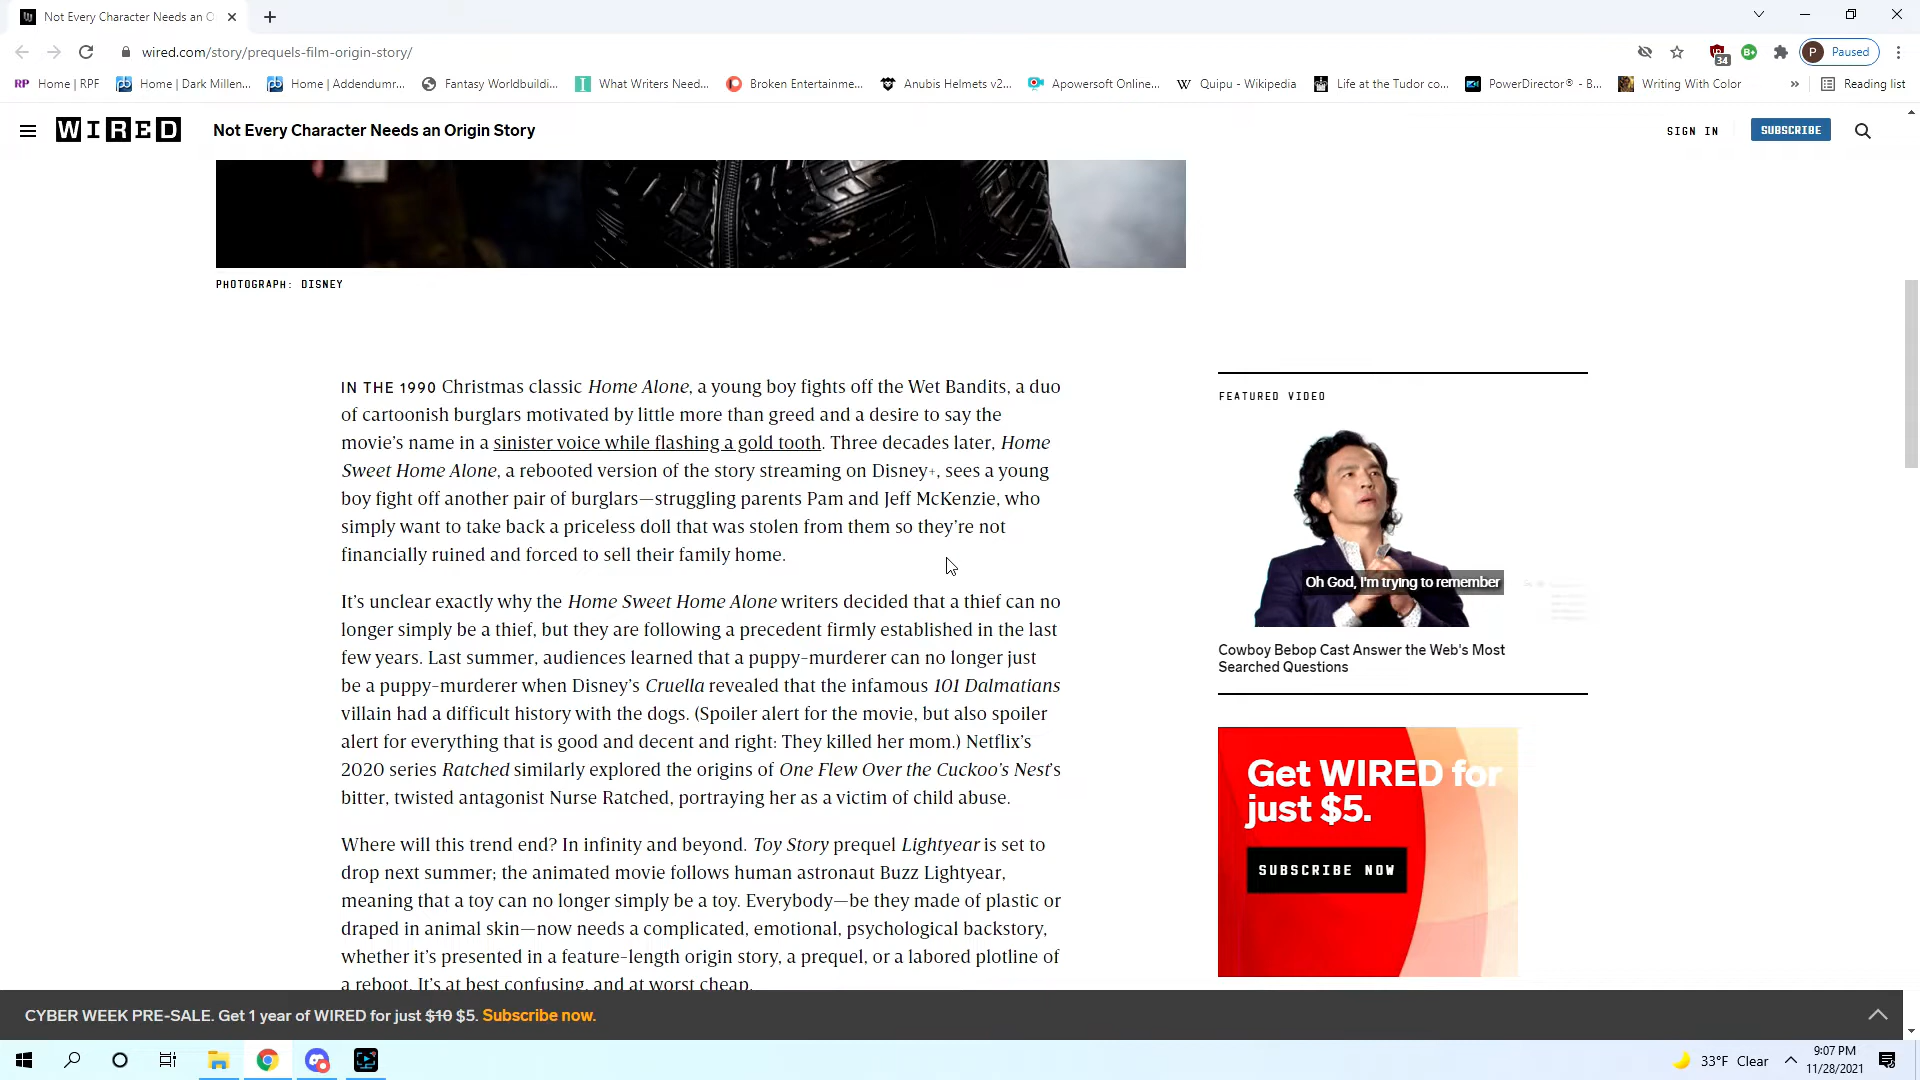 Not Every Character Needs an O
wired.com/story/prequels-film-origin-story/
34
B+
P
Paused
RP Home | RPF
Home | Dark Millen...
Home | Addendumr...
Fantasy Worldbuildi...
What Writers Need...
Broken Entertainme...
Anubis Helmets v2...
Apowersoft Online...
W Quipu - Wikipedia
Life at the Tudor co...
PowerDirector® - B...
Writing With Color
»
Reading list
WIRED
Not Every Character Needs an Origin Story
SIGN IN
SUBSCRIBE
PHOTOGRAPH: DISNEY
IN THE 1990 Christmas classic Home Alone, a young boy fights off the Wet Bandits, a duo
of cartoonish burglars motivated by little more than greed and a desire to say the
movie's name in a sinister voice while flashing a gold tooth. Three decades later, Home
Sweet Home Alone, a rebooted version of the story streaming on Disney+, sees a young
boy fight off another pair of burglars—struggling parents Pam and Jeff McKenzie, who
simply want to take back a priceless doll that was stolen from them so they're not
financially ruined and forced to sell their family home.
It's unclear exactly why the Home Sweet Home Alone writers decided that a thief can no
longer simply be a thief, but they are following a precedent firmly established in the last
few years. Last summer, audiences learned that a puppy-murderer can no longer just
be a puppy-murderer when Disney's Cruella revealed that the infamous 101 Dalmatians
villain had a difficult history with the dogs. (Spoiler alert for the movie, but also spoiler
alert for everything that is good and decent and right: They killed her mom.) Netflix's
2020 series Ratched similarly explored the origins of One Flew Over the Cuckoo's Nest's
bitter, twisted antagonist Nurse Ratched, portraying her as a victim of child abuse.
Where will this trend end? In infinity and beyond. Toy Story prequel Lightyear is set to
drop next summer; the animated movie follows human astronaut Buzz Lightyear,
meaning that a toy can no longer simply be a toy. Everybody—be they made of plastic or
draped in animal skin—now needs a complicated, emotional, psychological backstory,
whether it's presented in a feature-length origin story, a prequel, or a labored plotline of
a reboot. It's at best confusing, and at worst cheap.
FEATURED VIDEO
Oh God, I'm trying to remember
Cowboy Bebop Cast Answer the Web's Most
Searched Questions
Get WIRED for
just $5.
SUBSCRIBE NOW
CYBER WEEK PRE-SALE. Get 1 year of WIRED for just $10 $5. Subscribe now.
33°F Clear
9:07 PM
11/28/2021